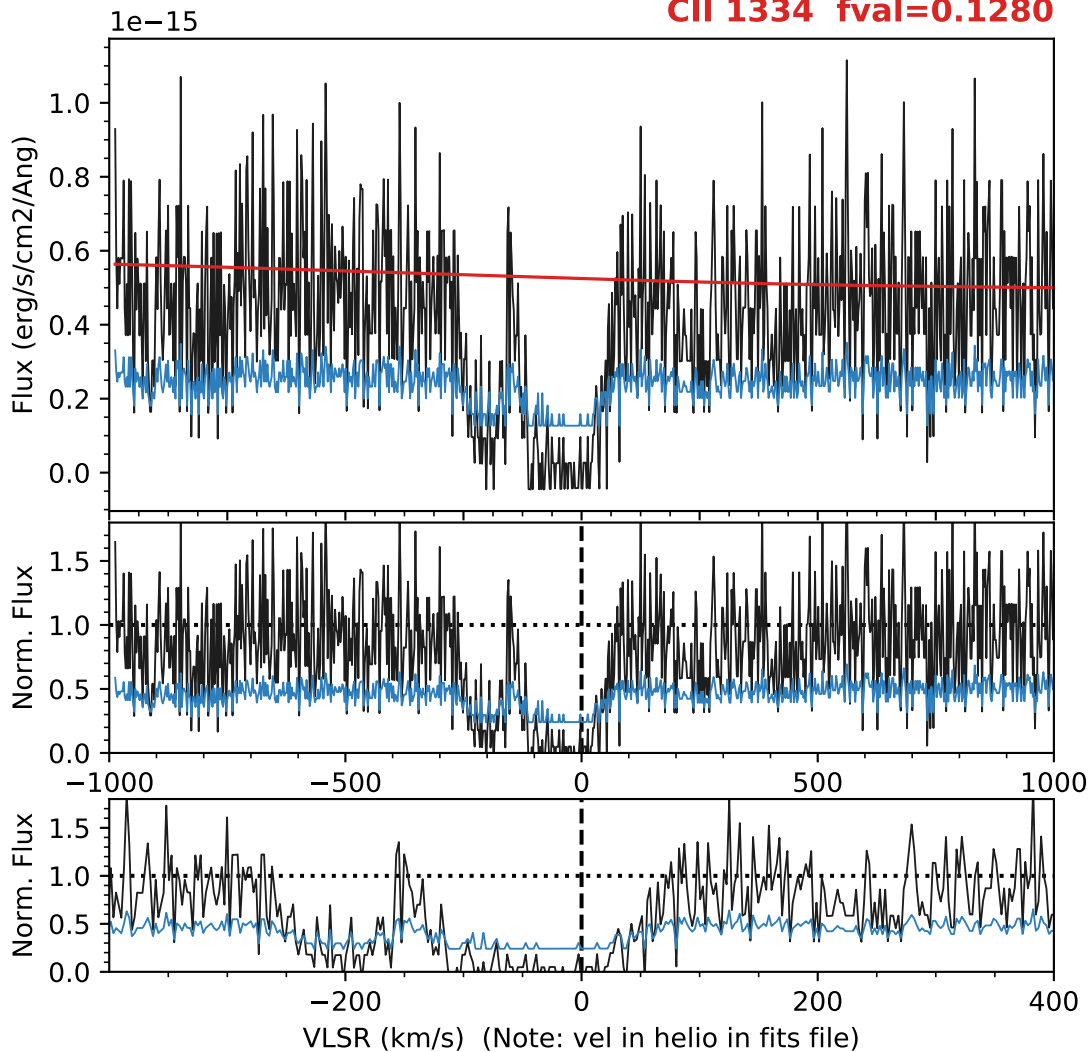 CII 1334 fval=0.1280
1e−15
1.0
0.8
0.6
0.4
0.2
0.0
Flux (erg/s/cm2/Ang)
1.5
1.0
0.5
0.0
Norm. Flux
−1000 −500 0 500 1000
1.5
1.0
0.5
0.0
Norm. Flux
−200 0 200 400
VLSR (km/s) (Note: vel in helio in fits file)